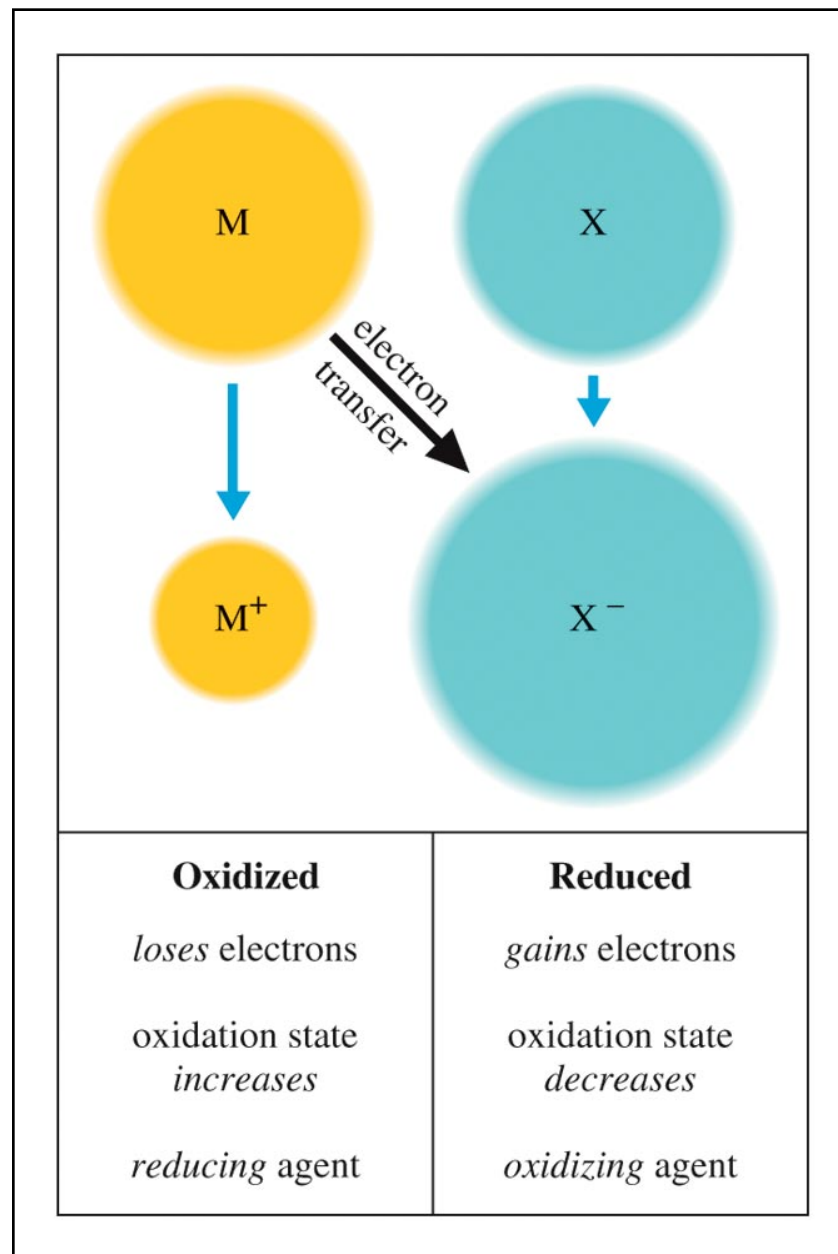 M
X
electron
transfer
M⁺
X⁻
Oxidized
loses electrons
oxidation state
increases
reducing agent
Reduced
gains electrons
oxidation state
decreases
oxidizing agent